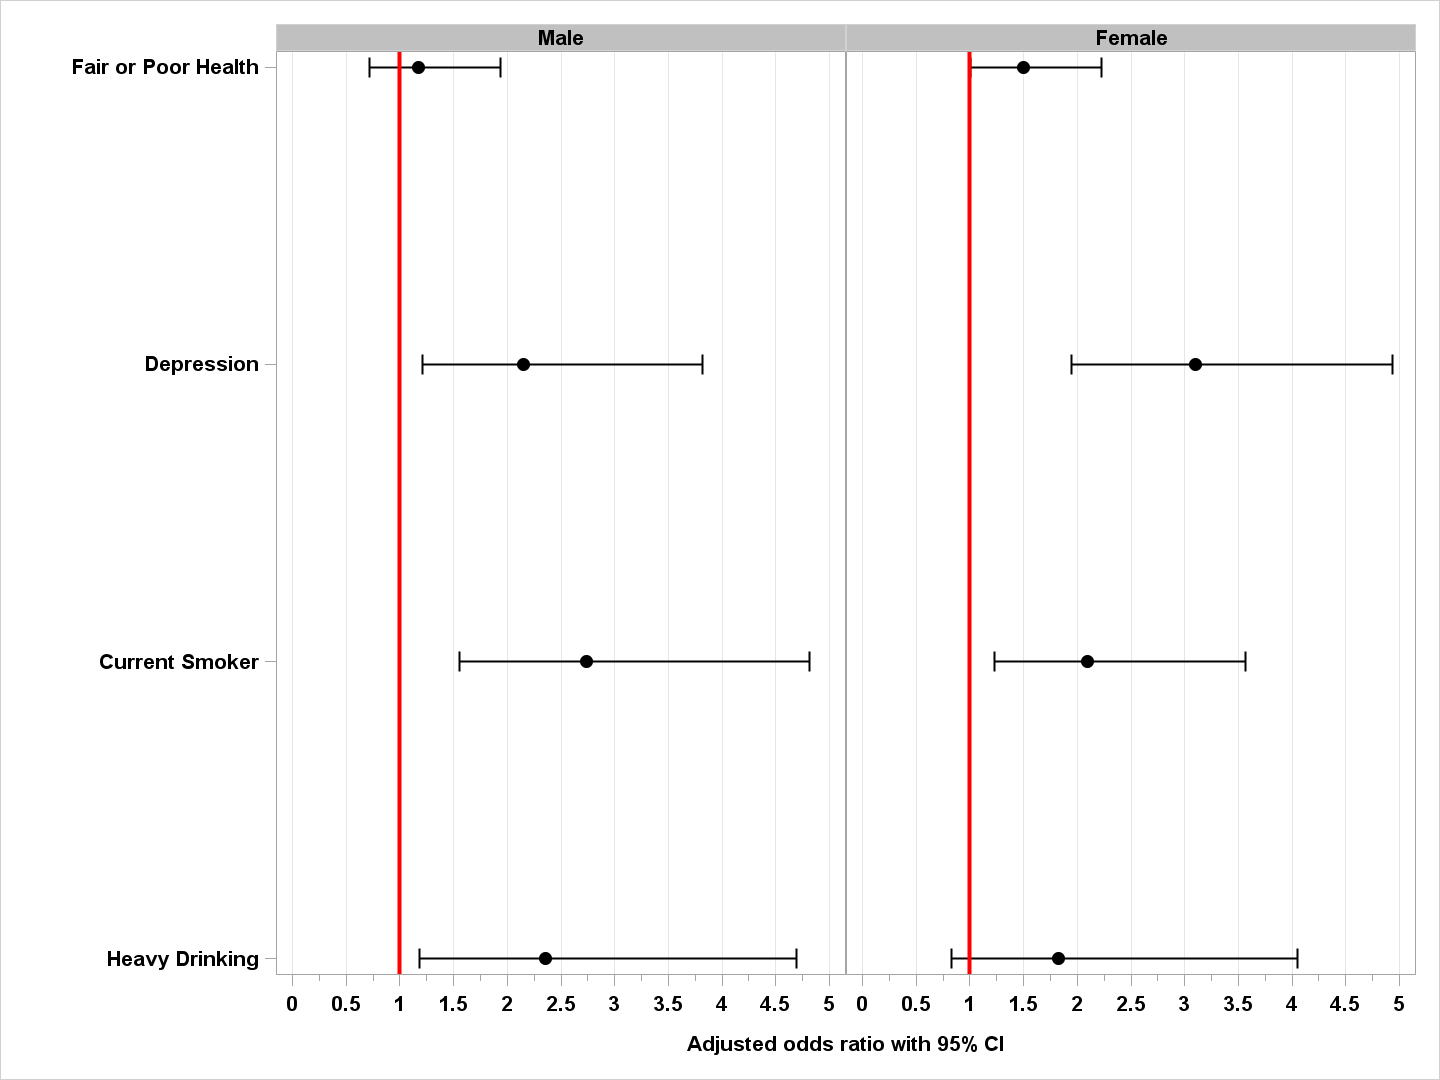 Male Female
Fair or Poor Health
Depression
Current Smoker
Heavy Drinking
0 0.5 1 1.5 2 2.5 3 3.5 4 4.5 5 0 0.5 1 1.5 2 2.5 3 3.5 4 4.5 5
Adjusted odds ratio with 95% CI